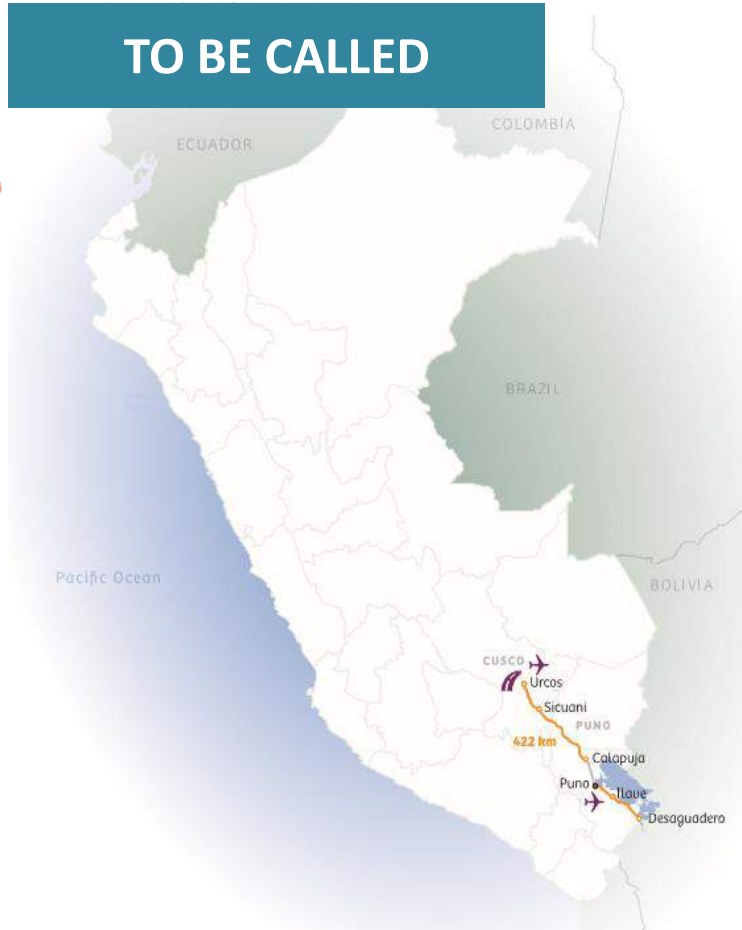 TO BE CALLED
COLOMBIA
ECUADOR
BRAZIL
Pacific Ocean
BOLIVIA
CUSCO
Urcos
Sicuani
PUNO
422 km
Calapuja
Puno
Ilave
Desaguadero